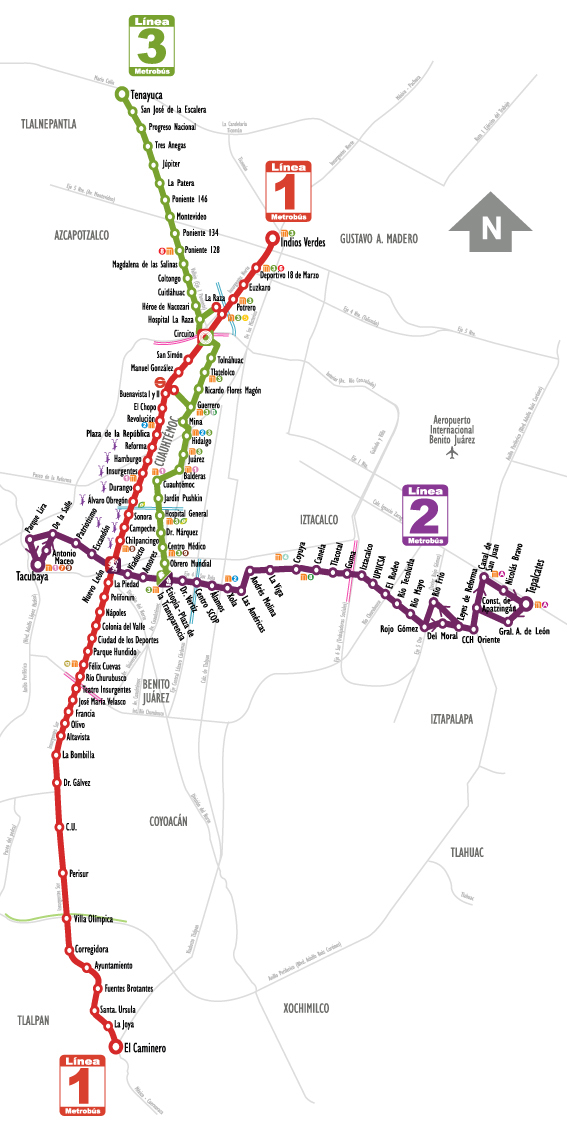 Línea
3
Metrobús
Tenayuca
San José de la Escalera
Progreso Nacional
Tres Anegas
Júpiter
La Patera
Poniente 146
Montevideo
Poniente 134
Poniente 128
Magdalena de las Salinas
Coltongo
Cuitláhuac
Héroe de Nacozari
Hospital La Raza
La Raza
Circuito
TLALNEPANTLA
AZCAPOTZALCO
Línea
1
Metrobús
Indios Verdes
Deportivo 18 de Marzo
Euzkaro
Potrero
GUSTAVO A. MADERO
N
San Simón
Manuel González
Buenavista I y II
El Chopo
Revolución
Plaza de la República
Reforma
Hamburgo
Insurgentes
Durango
Álvaro Obregón
Sonora
Campeche
Chilpancingo
Nuevo León
CUAUHTÉMOC
Tolnáhuac
Tlatelolco
Ricardo Flores Magón
Guerrero
Mina
Hidalgo
Juárez
Balderas
Cuauhtémoc
Jardín Pushkin
Hospital General
Dr. Márquez
Centro Médico
Obrero Mundial
Aeropuerto
Internacional
Benito Juárez
Línea
2
Metrobús
IZTACALCO
Tacubaya
Parque Lira
De la Salle
Antonio
Maceo
Patriotismo
Escandón
Viaducto
Amores
Etiopía - Plaza de
la Transparencia
Dr. Vértiz
Centro SCOP
Álamos
Xola
Las Américas
Andrés Molina
La Viga
Coyuya
Canela
Tlacotal
Goma
Iztacalco
UPIICSA
El Rodeo
Río Tecolutla
Río Mayo
Rojo Gómez
Río Frío
Del Moral
Leyes de Reforma
CCH Oriente
Canal de
San Juan
Const. de
Apatzingán
Nicolás Bravo
Gral. A. de León
Tepalcates
La Piedad
Poliforum
Nápoles
Colonia del Valle
Ciudad de los Deportes
Parque Hundido
Félix Cuevas
Río Churubusco
Teatro Insurgentes
José María Velasco
Francia
Olivo
Altavista
La Bombilla
Dr. Gálvez
C.U.
Perisur
Villa Olímpica
Corregidora
Ayuntamiento
Fuentes Brotantes
Santa. Ursula
La Joya
El Caminero
BENITO
JUÁREZ
COYOACÁN
IZTAPALAPA
TLAHUAC
XOCHIMILCO
TLALPAN
Línea
1
Metrobús